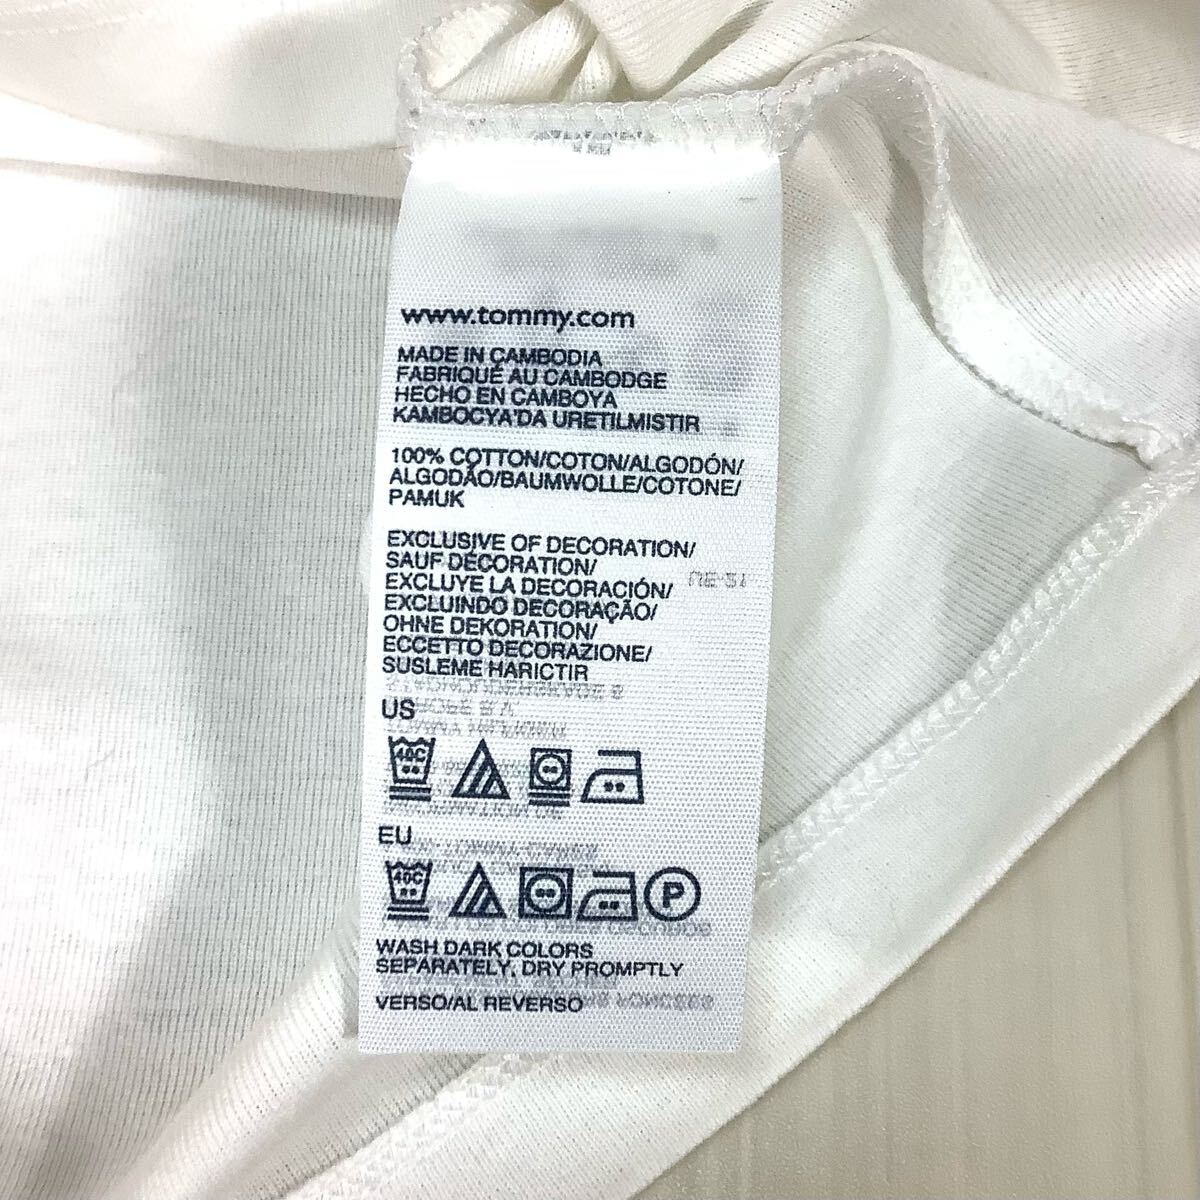 www.tommy.com
MADE IN CAMBODIA
FABRIQUÉ AU CAMBODGE
HECHO EN CAMBOYA
KAMBOCYA'DA URETILMISTIR
100% COTTON/COTON/ALGODÓN/
ALGODÃO/BAUMWOLLE/COTONE/
PAMUK
EXCLUSIVE OF DECORATION/
SAUF DÉCORATION/
EXCLUYE LA DECORACIÓN/
EXCLUINDO DECORAÇÃO/
OHNE DEKORATION/
ECCETTO DECORAZIONE/
SUSLEME HARICTIR
US
40C
EU
40C P
WASH DARK COLORS
SEPARATELY, DRY PROMPTLY
VERSO/AL REVERSO